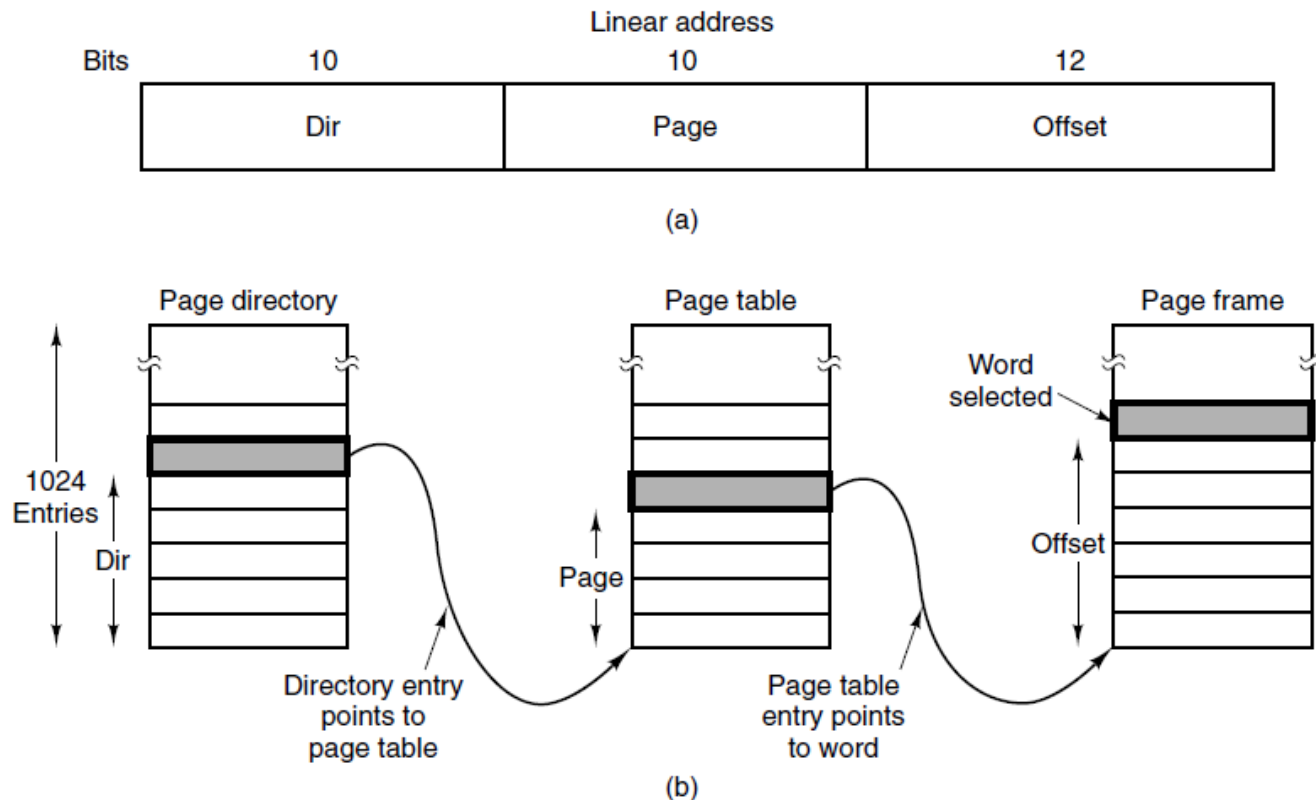 Linear address
Bits 10 10 12
Dir Page Offset
(a)
Page directory Page table Page frame
Word
selected
1024
Entries
Dir
Page
Offset
Directory entry
points to
page table
Page table
entry points
to word
(b)